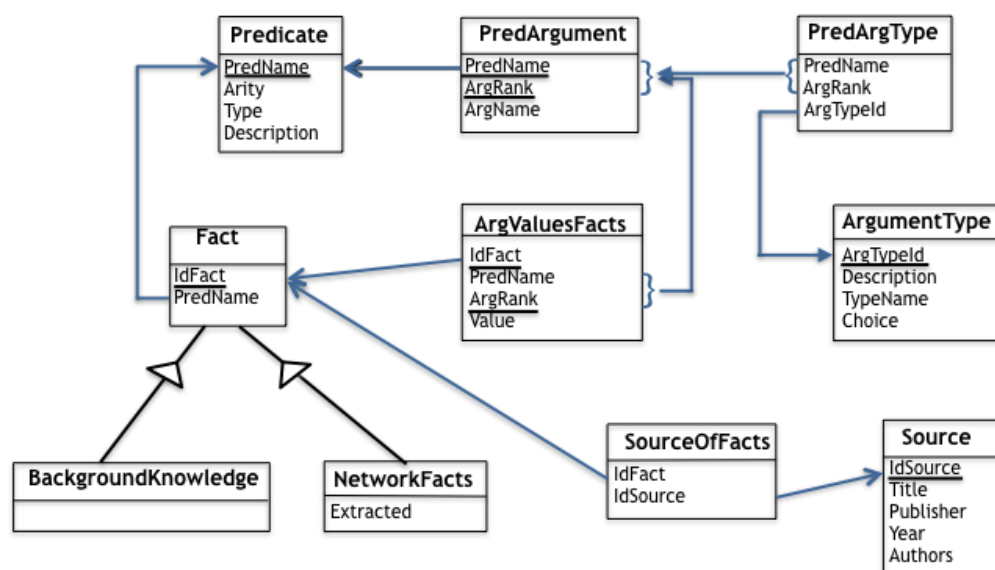 Predicate
PredName
Arity
Type
Description
PredArgument
PredName
ArgRank
ArgName
PredArgType
PredName
ArgRank
ArgTypeId
Fact
IdFact
PredName
ArgValuesFacts
IdFact
PredName
ArgRank
Value
ArgumentType
ArgTypeId
Description
TypeName
Choice
BackgroundKnowledge
NetworkFacts
Extracted
SourceOfFacts
IdFact
IdSource
Source
IdSource
Title
Publisher
Year
Authors